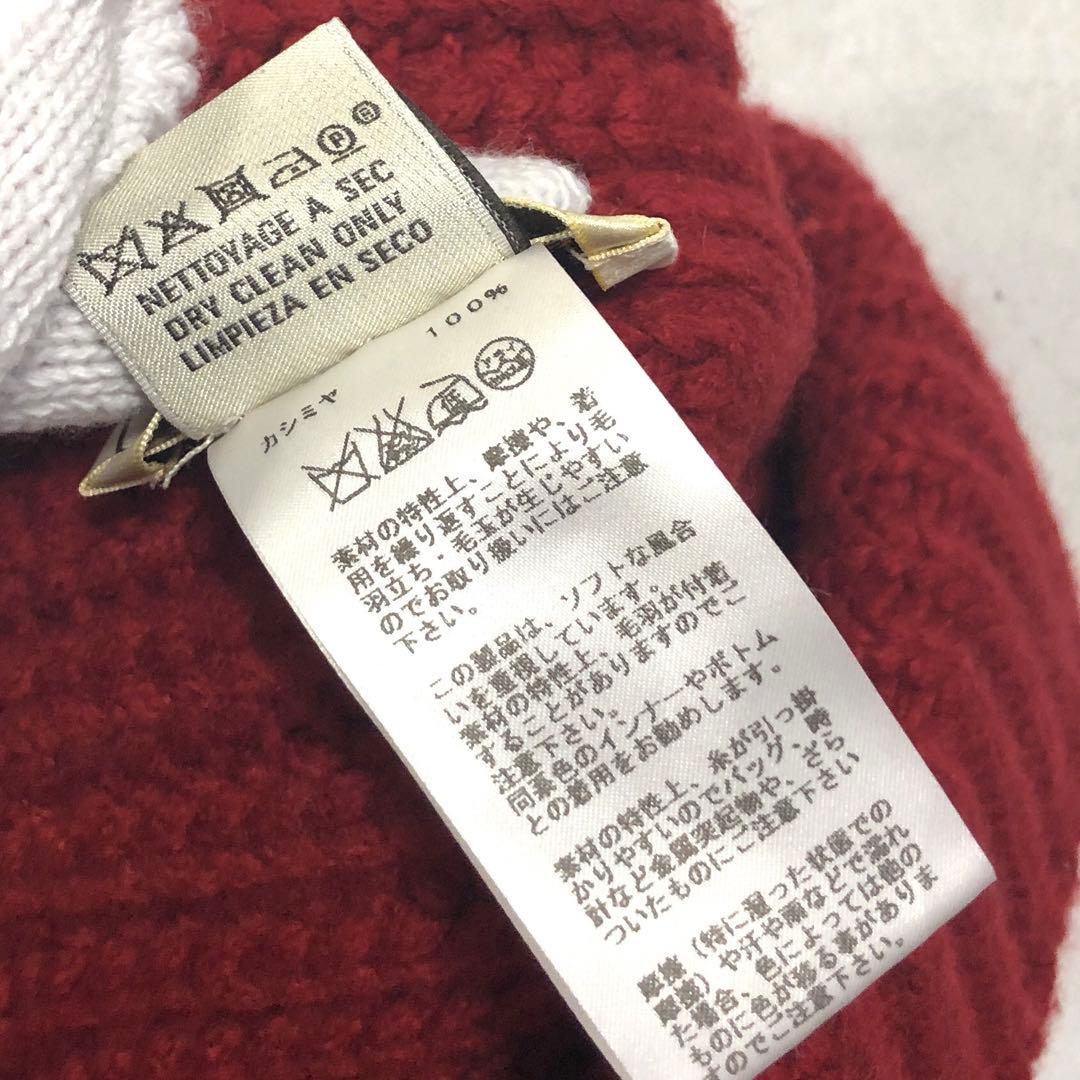 P
NETTOYAGE A SEC
DRY CLEAN ONLY
LIMPIEZA EN SECO
カシミヤ 100%
素材の特性上、摩擦や、着
用を繰り返すことにより毛
羽立ち・毛玉が生じやすい
のでお取り扱いにはご注意
下さい。
この製品は、ソフトな風合
いを重視しています。
素材の特性上、毛羽が付着
することがありますのでご
注意下さい。
同系色のインナーやボトム
との着用をお勧めします。
素材の特性上、糸が引っ掛
かりやすいのでバッグ、腕時
計など金属突起物や、ざら
ついたものにご注意下さい
摩擦(特に湿った状態での
摩擦)や汗や雨などで濡れ
た場合、色によっては他のも
のに色が移る事がありま
すのでご注意下さい。